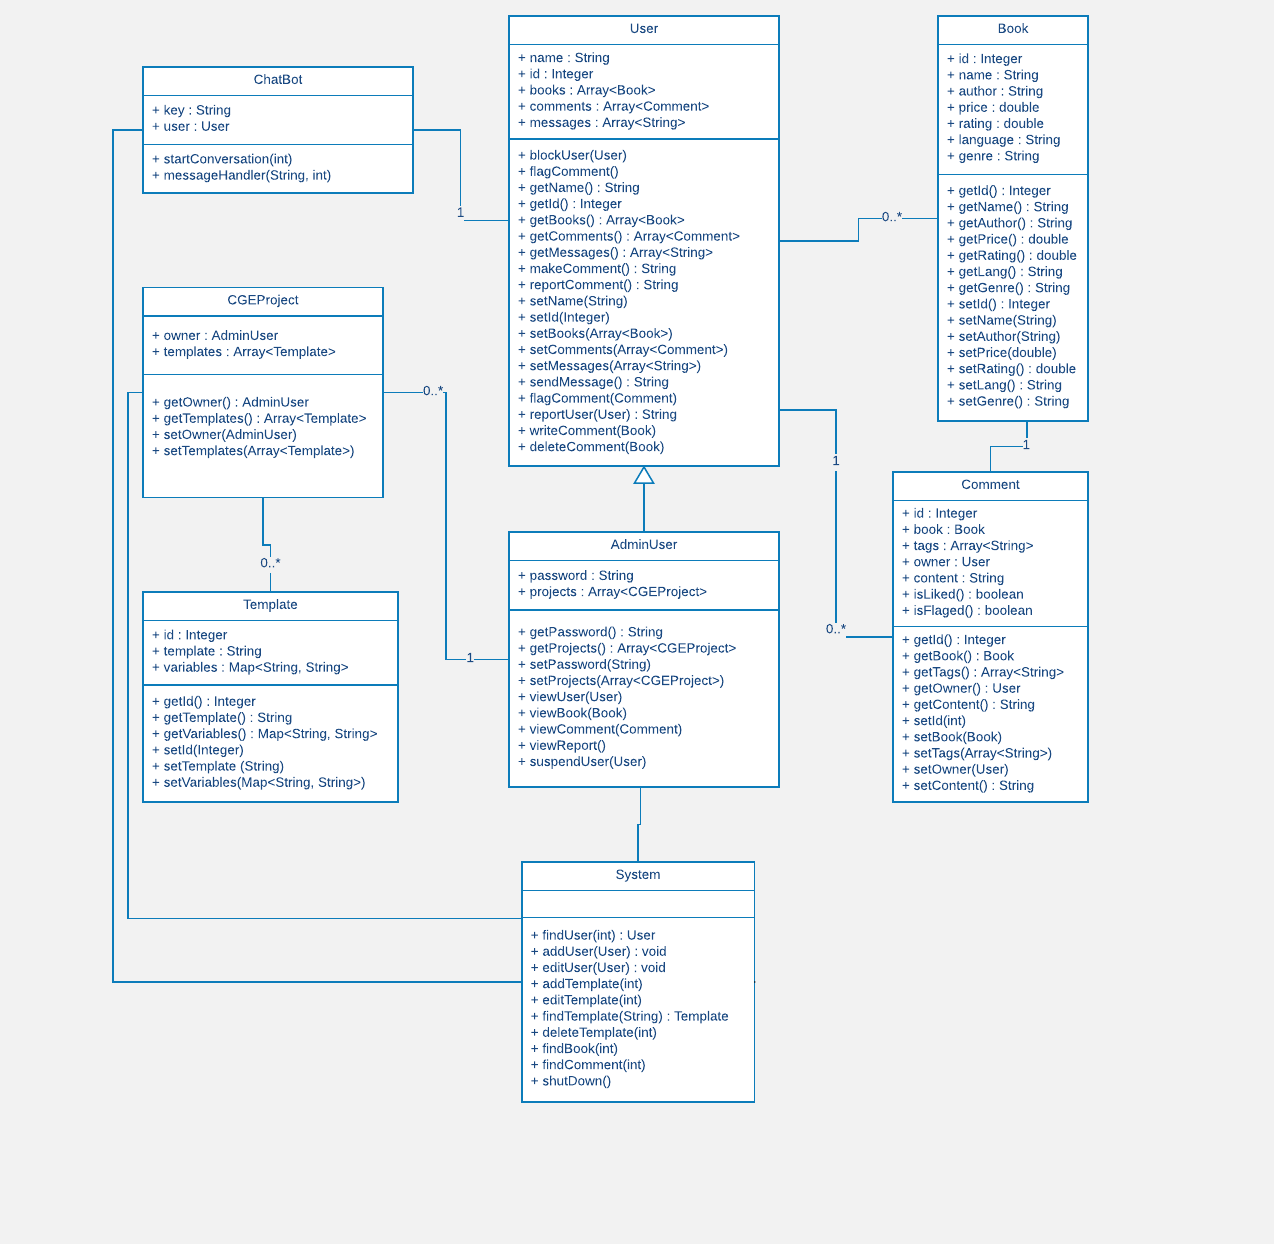 User
+ name : String
+ id : Integer
+ books : Array<Book>
+ comments : Array<Comment>
+ messages : Array<String>
+ blockUser(User)
+ flagComment()
+ getName() : String
+ getId() : Integer
+ getBooks() : Array<Book>
+ getComments() : Array<Comment>
+ getMessages() : Array<String>
+ makeComment() : String
+ reportComment() : String
+ setName(String)
+ setId(Integer)
+ setBooks(Array<Book>)
+ setComments(Array<Comment>)
+ setMessages(Array<String>)
+ sendMessage() : String
+ flagComment(Comment)
+ reportUser(User) : String
+ writeComment(Book)
+ deleteComment(Book)
Book
+ id : Integer
+ name : String
+ author : String
+ price : double
+ rating : double
+ language : String
+ genre : String
+ getId() : Integer
+ getName() : String
+ getAuthor() : String
+ getPrice() : double
+ getRating() : double
+ getLang() : String
+ getGenre() : String
+ setId() : Integer
+ setName(String)
+ setAuthor(String)
+ setPrice(double)
+ setRating() : double
+ setLang() : String
+ setGenre() : String
ChatBot
+ key : String
+ user : User
+ startConversation(int)
+ messageHandler(String, int)
1
0..*
CGEProject
+ owner : AdminUser
+ templates : Array<Template>
+ getOwner() : AdminUser
+ getTemplates() : Array<Template>
+ setOwner(AdminUser)
+ setTemplates(Array<Template>)
0..*
1
1
0..*
Template
+ id : Integer
+ template : String
+ variables : Map<String, String>
+ getId() : Integer
+ getTemplate() : String
+ getVariables() : Map<String, String>
+ setId(Integer)
+ setTemplate (String)
+ setVariables(Map<String, String>)
1
AdminUser
+ password : String
+ projects : Array<CGEProject>
+ getPassword() : String
+ getProjects() : Array<CGEProject>
+ setPassword(String)
+ setProjects(Array<CGEProject>)
+ viewUser(User)
+ viewBook(Book)
+ viewComment(Comment)
+ viewReport()
+ suspendUser(User)
0..*
Comment
+ id : Integer
+ book : Book
+ tags : Array<String>
+ owner : User
+ content : String
+ isLiked() : boolean
+ isFlaged() : boolean
+ getId() : Integer
+ getBook() : Book
+ getTags() : Array<String>
+ getOwner() : User
+ getContent() : String
+ setId(int)
+ setBook(Book)
+ setTags(Array<String>)
+ setOwner(User)
+ setContent() : String
System
+ findUser(int) : User
+ addUser(User) : void
+ editUser(User) : void
+ addTemplate(int)
+ editTemplate(int)
+ findTemplate(String) : Template
+ deleteTemplate(int)
+ findBook(int)
+ findComment(int)
+ shutDown()